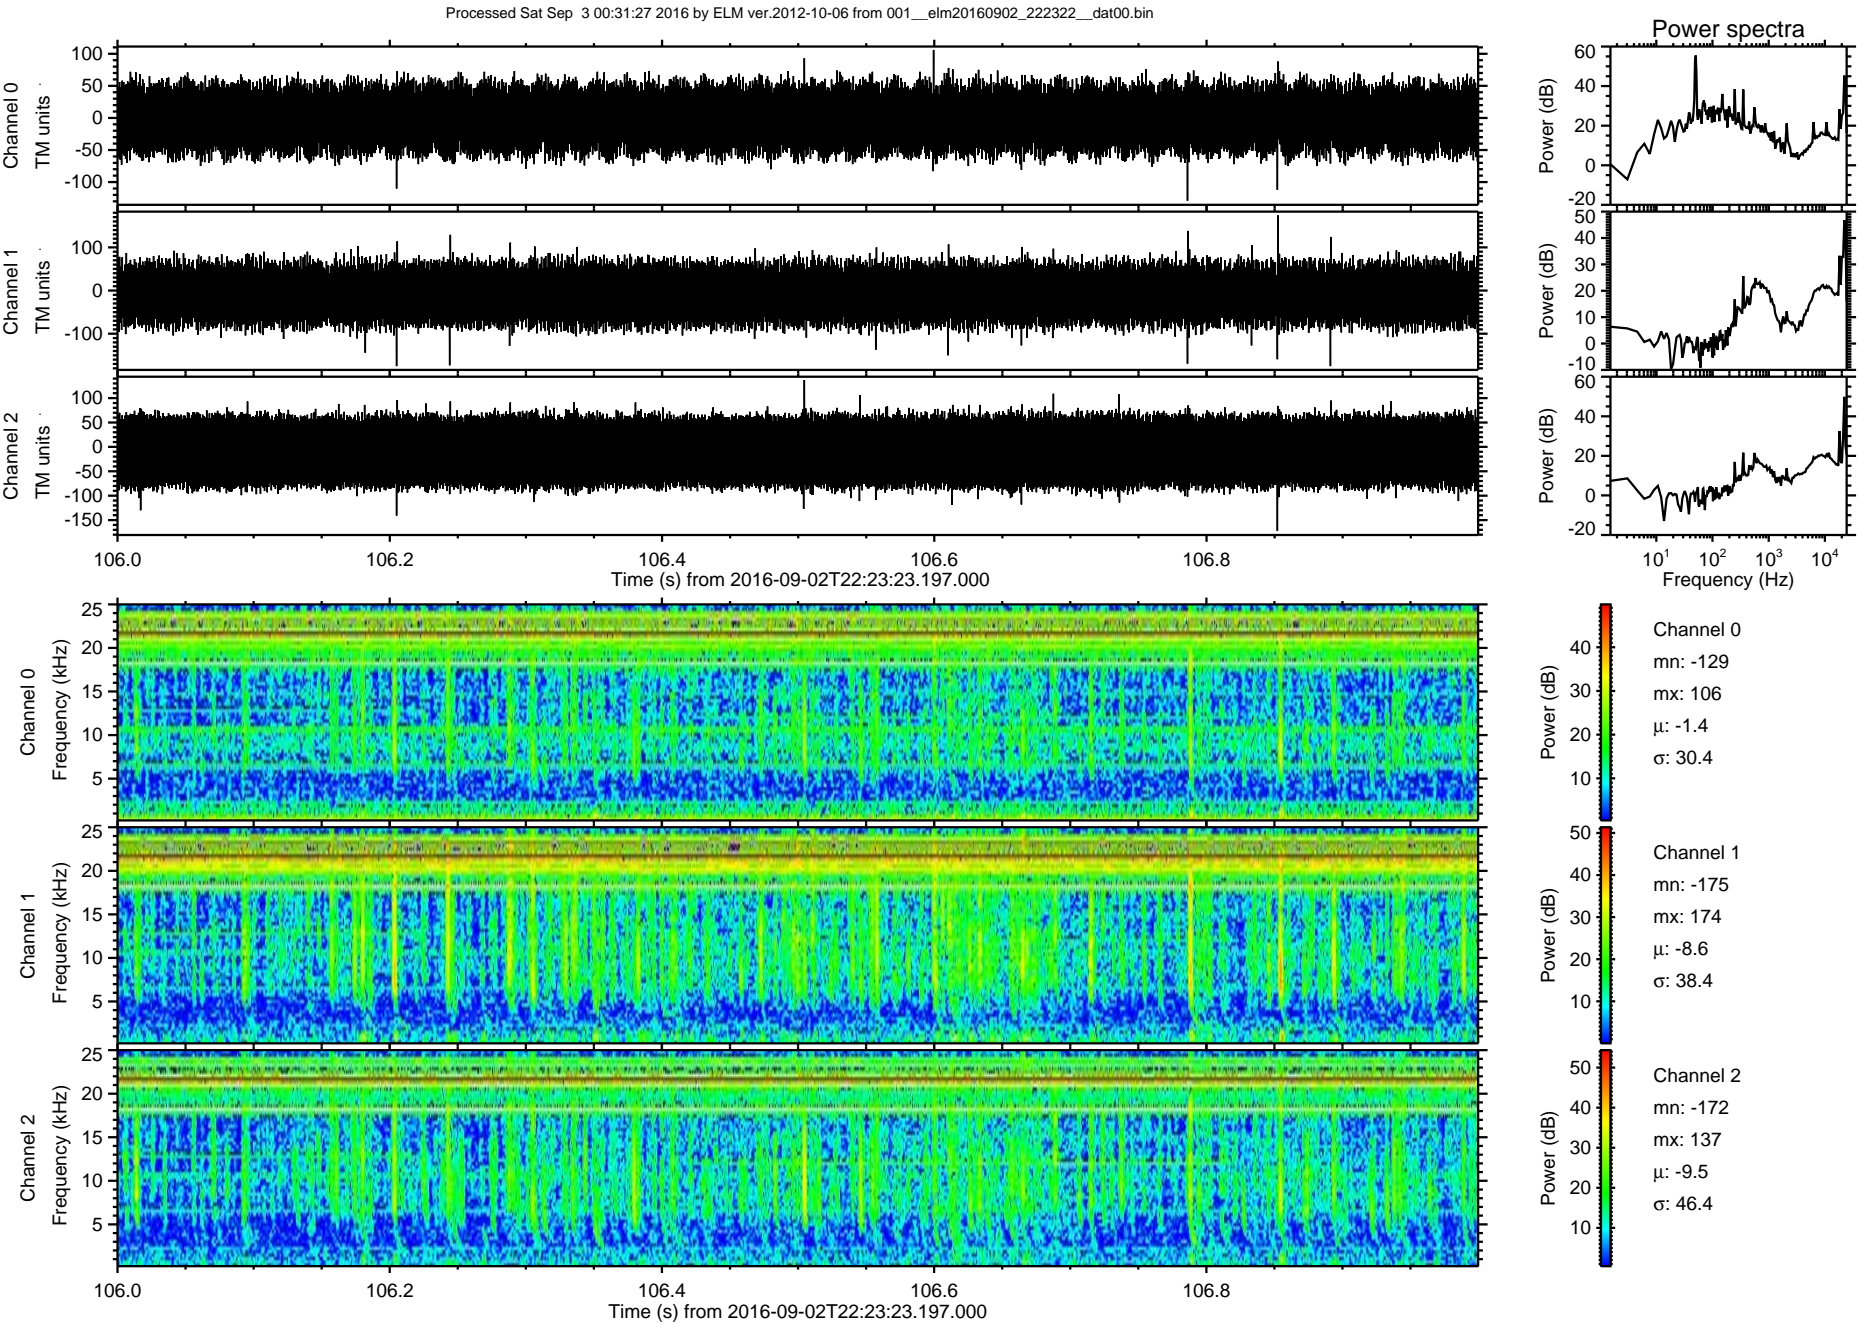 Processed Sat Sep 3 00:31:27 2016 by ELM ver.2012-10-06 from 001__elm20160902_222322__dat00.bin
Power spectra
Channel 0
TM units
100
50
0
-50
-100
Power (dB)
60
40
20
0
-20
Channel 1
TM units
100
0
-100
Power (dB)
50
40
30
20
10
0
-10
Channel 2
TM units
100
50
0
-50
-100
-150
Power (dB)
60
40
20
0
-20
106.0 106.2 106.4 106.6 106.8
Time (s) from 2016-09-02T22:23:23.197.000
10¹ 10² 10³ 10⁴
Frequency (Hz)
Channel 0
Frequency (kHz)
25
20
15
10
5
Power (dB)
40
30
20
10
Channel 0
mn: -129
mx: 106
μ: -1.4
σ: 30.4
Channel 1
Frequency (kHz)
25
20
15
10
5
Power (dB)
50
40
30
20
10
Channel 1
mn: -175
mx: 174
μ: -8.6
σ: 38.4
Channel 2
Frequency (kHz)
25
20
15
10
5
Power (dB)
50
40
30
20
10
Channel 2
mn: -172
mx: 137
μ: -9.5
σ: 46.4
106.0 106.2 106.4 106.6 106.8
Time (s) from 2016-09-02T22:23:23.197.000